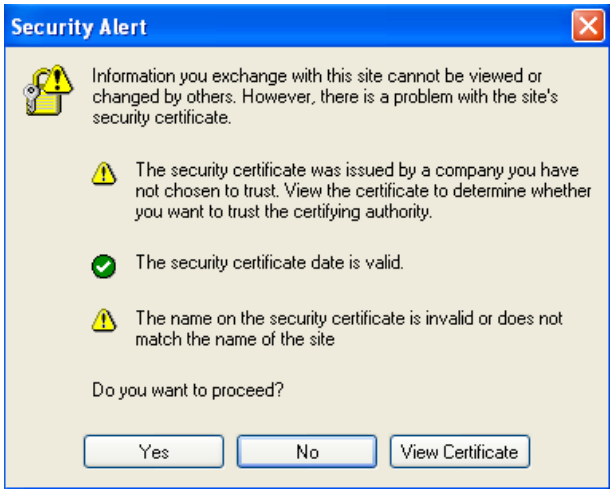 Security Alert
Information you exchange with this site cannot be viewed or
changed by others. However, there is a problem with the site's
security certificate.
The security certificate was issued by a company you have
not chosen to trust. View the certificate to determine whether
you want to trust the certifying authority.
The security certificate date is valid.
The name on the security certificate is invalid or does not
match the name of the site
Do you want to proceed?
Yes No View Certificate